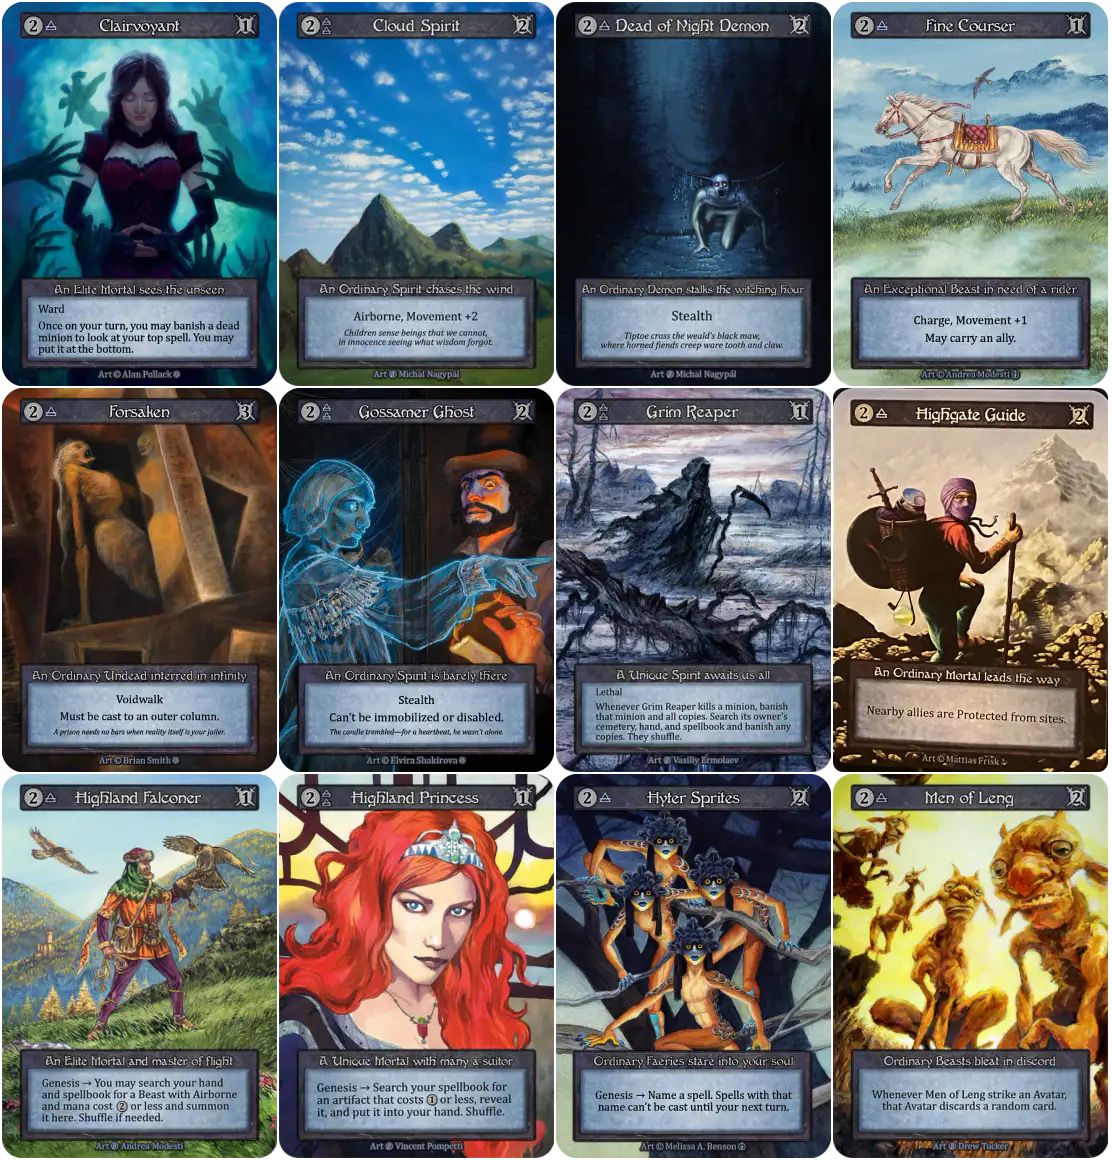 2 Clairvoyant 1
An Elite Mortal sees the unseen
Ward
Once on your turn, you may banish a dead
minion to look at your top spell. You may
put it at the bottom.
Art © Alan Pollack
2 Cloud Spirit 2
An Ordinary Spirit chases the wind
Airborne, Movement +2
Children sense beings that we cannot,
in innocence seeing what wisdom forgot.
Art @ Michal Nagypál
2 Dead of Night Demon 2
An Ordinary Demon stalks the witching hour
Stealth
Tiptoe cross the weald's black maw,
where horned fiends creep ware tooth and claw.
Art @ Michal Nagypál
2 Fine Courser 1
An Exceptional Beast in need of a rider
Charge, Movement +1
May carry an ally.
Art © Andrea Modesti
2 Forsaken 3
An Ordinary Undead interred in infinity
Voidwalk
Must be cast to an outer column.
A prison needs no bars when reality itself is your jailer.
Art © Brian Smith
2 Gossamer Ghost 2
An Ordinary Spirit is barely there
Stealth
Can't be immobilized or disabled.
The candle trembled—for a heartbeat, he wasn't alone.
Art © Elvira Shakirova
2 Grim Reaper 1
A Unique Spirit awaits us all
Lethal
Whenever Grim Reaper kills a minion, banish
that minion and all copies. Search its owner's
cemetery, hand, and spellbook and banish any
copies. They shuffle.
Art @ Vasiliy Ermolaev
2 Highgate Guide 2
An Ordinary Mortal leads the way
Nearby allies are Protected from sites.
Art © Mattias Frisk
2 Highland Falconer 1
An Elite Mortal and master of flight
Genesis → You may search your hand
and spellbook for a Beast with Airborne
and mana cost 2 or less and summon
it here. Shuffle if needed.
Art @ Andrea Modesti
2 Highland Princess 1
A Unique Mortal with many a suitor
Genesis → Search your spellbook for
an artifact that costs 1 or less, reveal
it, and put it into your hand. Shuffle.
Art @ Vincent Pompetti
2 Hyter Sprites 2
Ordinary Faeries stare into your soul
Genesis → Name a spell. Spells with that
name can't be cast until your next turn.
Art © Melissa A. Benson
2 Men of Leng 2
Ordinary Beasts bleat in discord
Whenever Men of Leng strike an Avatar,
that Avatar discards a random card.
Art @ Drew Tucker